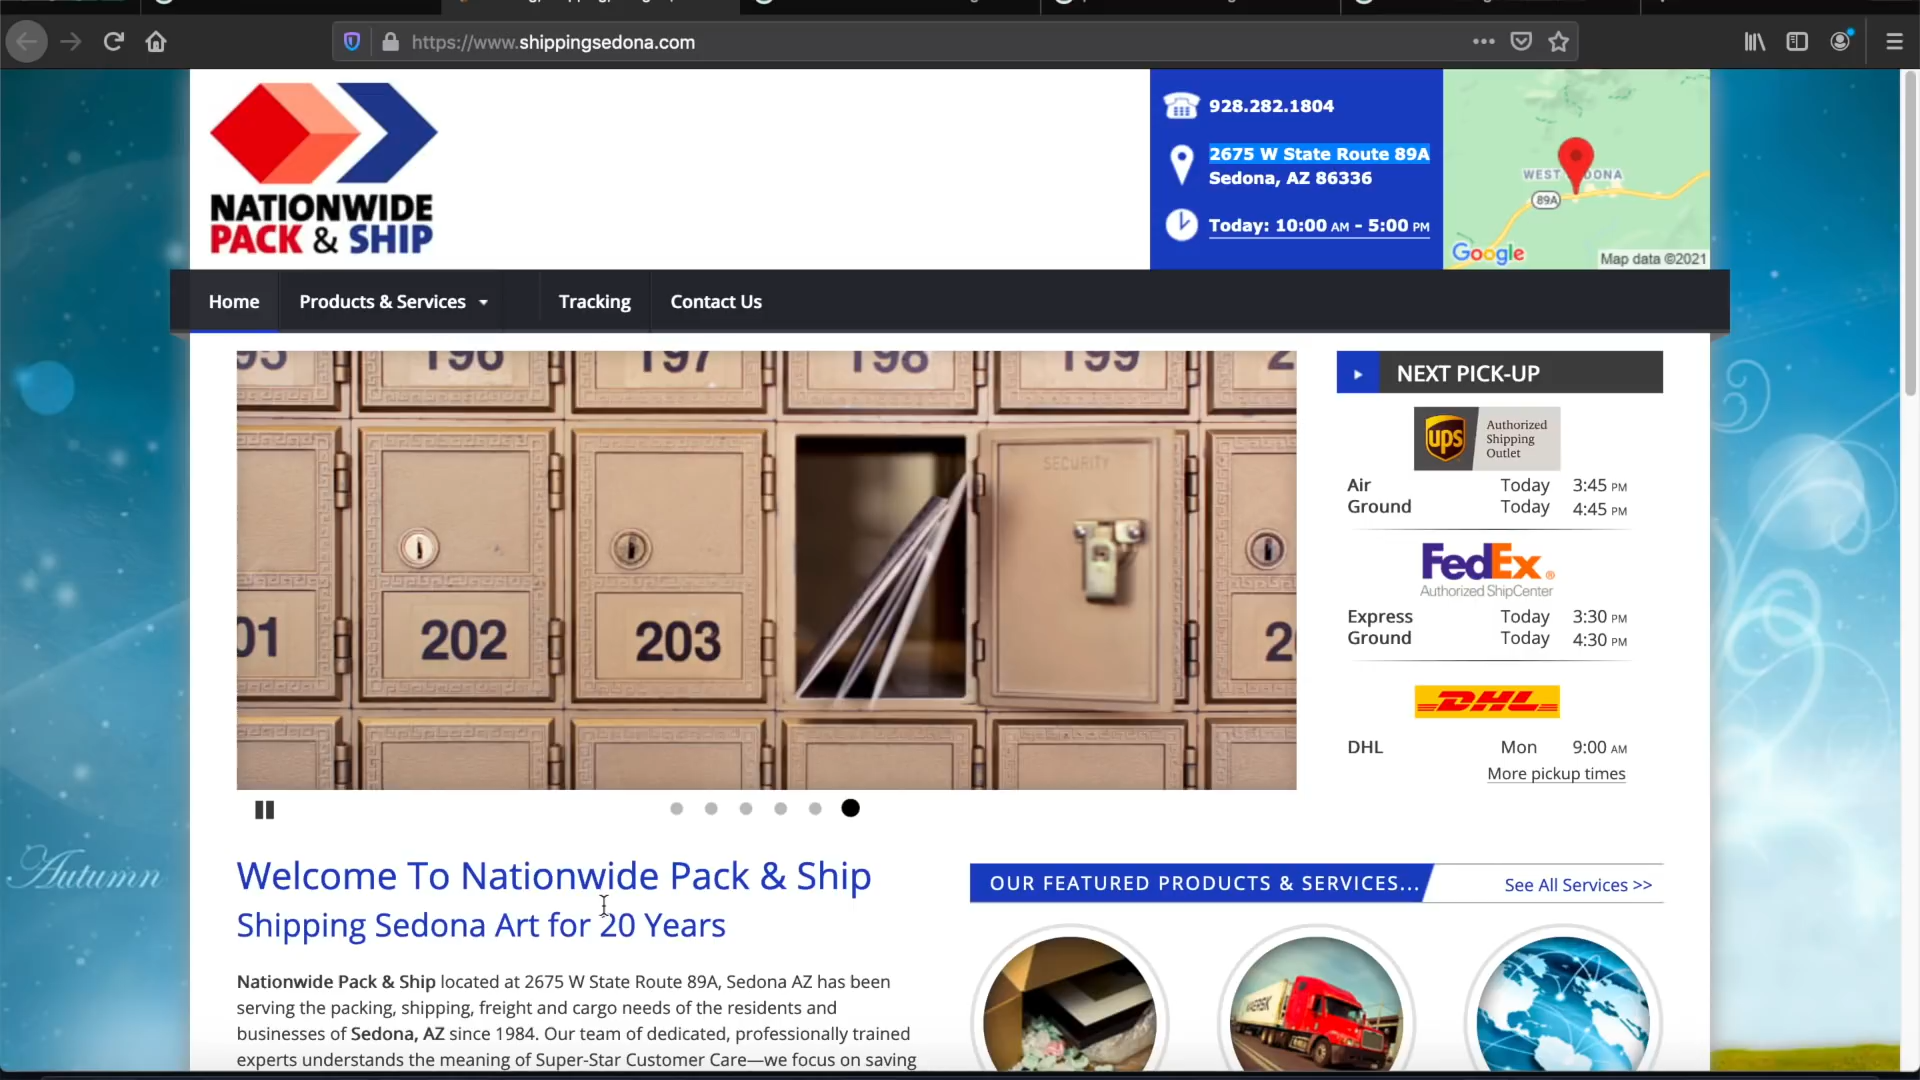 https://www.shippingsedona.com
NATIONWIDE
PACK & SHIP
928.282.1804
2675 W State Route 89A
Sedona, AZ 86336
Today: 10:00 AM - 5:00 PM
89A
Google
Map data ©2021
Home
Products & Services
Tracking
Contact Us
196
197
198
199
SECURITY
202
203
NEXT PICK-UP
ups
Authorized
Shipping
Outlet
Air Today 3:45 PM
Ground Today 4:45 PM
FedEx®
Authorized ShipCenter
Express Today 3:30 PM
Ground Today 4:30 PM
DHL
DHL Mon 9:00 AM
More pickup times
Autumn
Welcome To Nationwide Pack & Ship
Shipping Sedona Art for 20 Years
Nationwide Pack & Ship located at 2675 W State Route 89A, Sedona AZ has been
serving the packing, shipping, freight and cargo needs of the residents and
businesses of Sedona, AZ since 1984. Our team of dedicated, professionally trained
experts understands the meaning of Super-Star Customer Care—we focus on saving
OUR FEATURED PRODUCTS & SERVICES...
See All Services >>
MAERSK